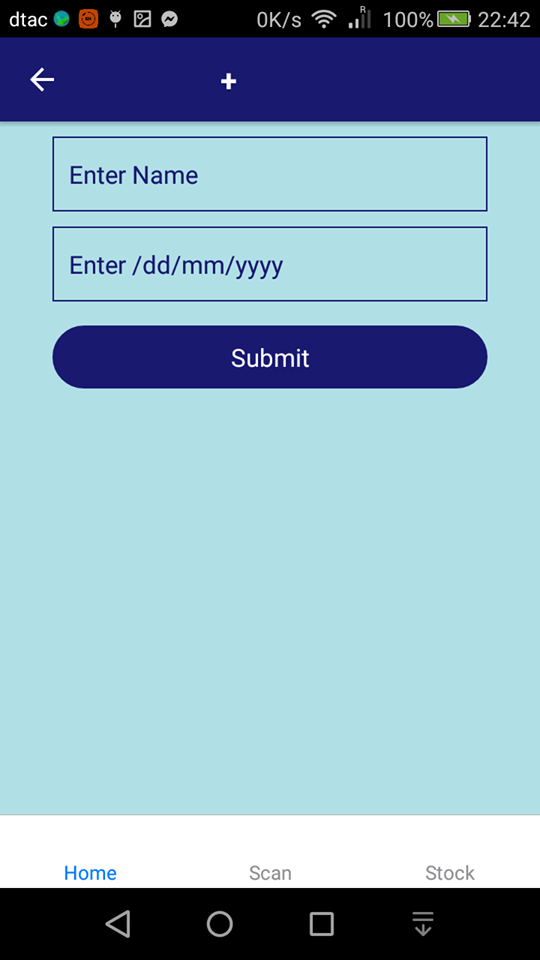 dtac 0K/s R 100% 22:42
+
Enter Name
Enter /dd/mm/yyyy
Submit
Home Scan Stock